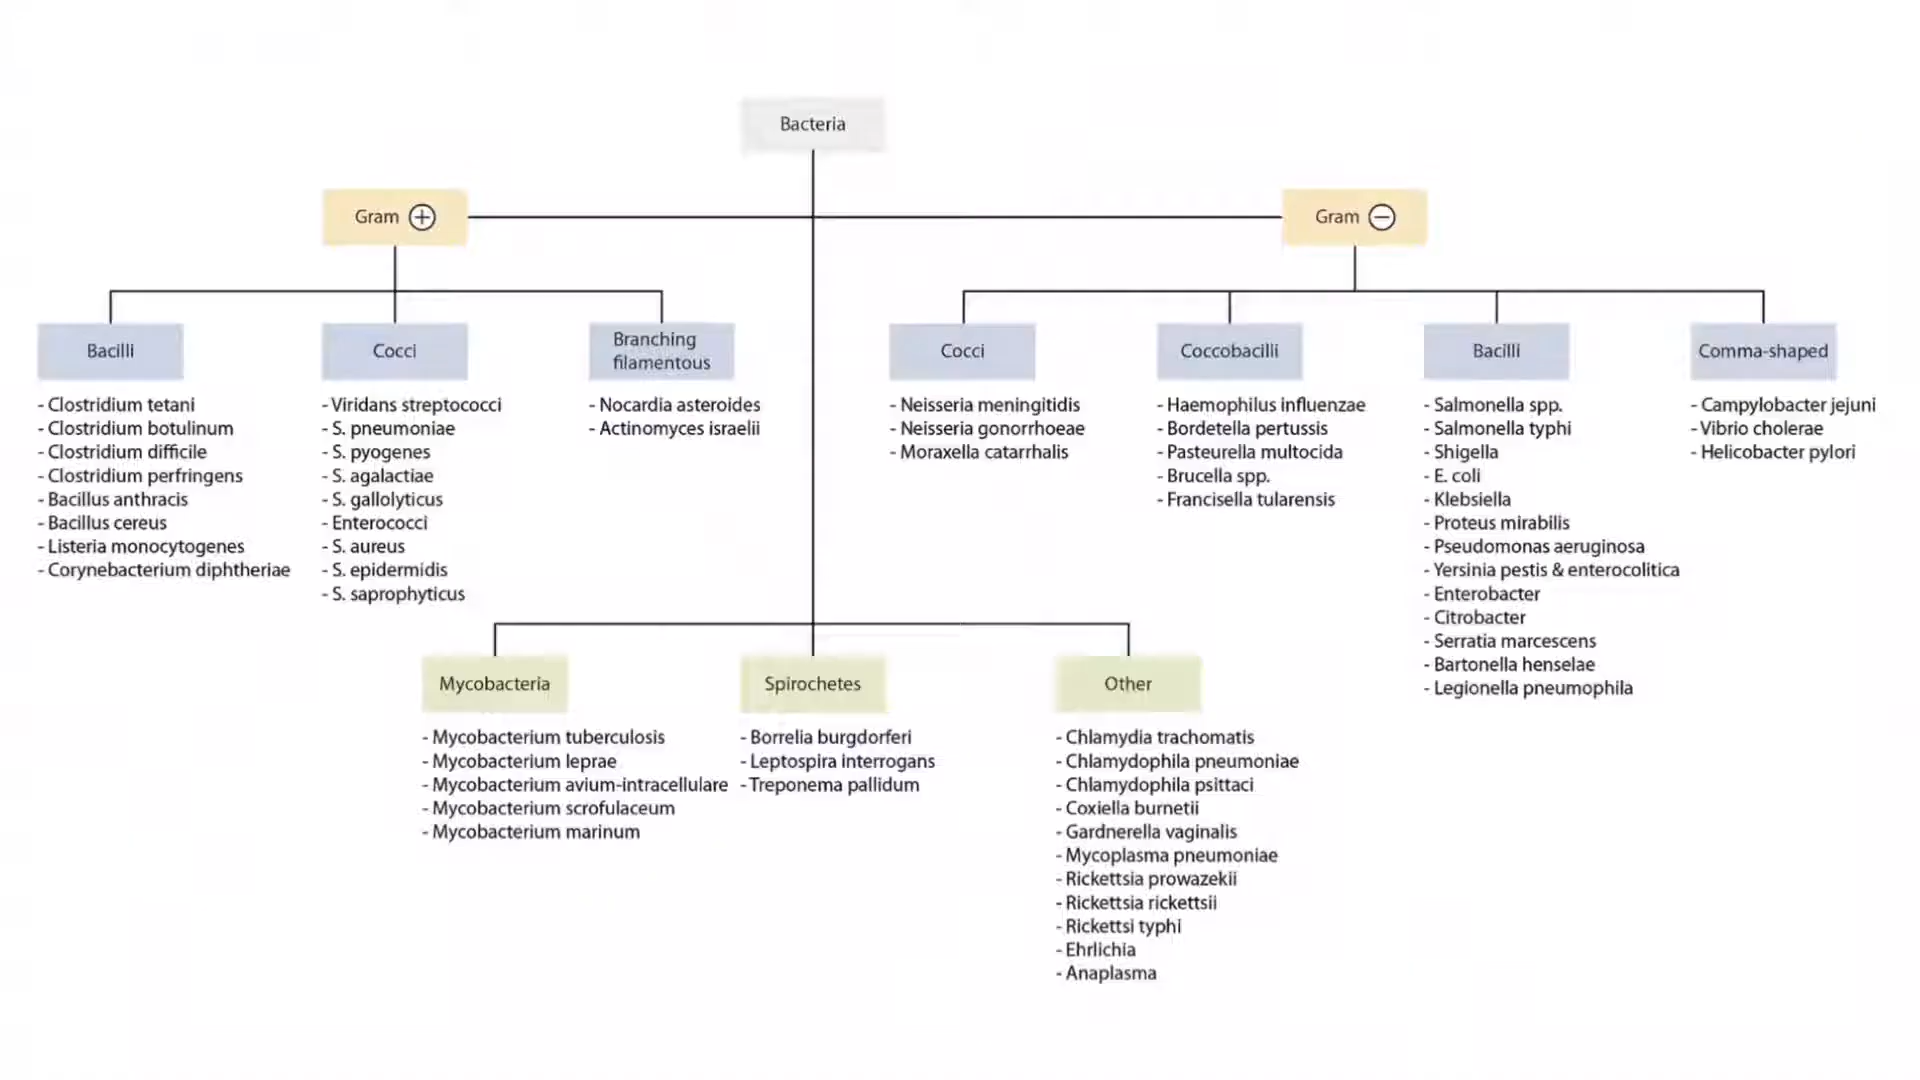 Bacteria
Gram +
Gram −
Bacilli
- Clostridium tetani
- Clostridium botulinum
- Clostridium difficile
- Clostridium perfringens
- Bacillus anthracis
- Bacillus cereus
- Listeria monocytogenes
- Corynebacterium diphtheriae
Cocci
- Viridans streptococci
- S. pneumoniae
- S. pyogenes
- S. agalactiae
- S. gallolyticus
- Enterococci
- S. aureus
- S. epidermidis
- S. saprophyticus
Branching
filamentous
- Nocardia asteroides
- Actinomyces israelii
Cocci
- Neisseria meningitidis
- Neisseria gonorrhoeae
- Moraxella catarrhalis
Coccobacilli
- Haemophilus influenzae
- Bordetella pertussis
- Pasteurella multocida
- Brucella spp.
- Francisella tularensis
Bacilli
- Salmonella spp.
- Salmonella typhi
- Shigella
- E. coli
- Klebsiella
- Proteus mirabilis
- Pseudomonas aeruginosa
- Yersinia pestis & enterocolitica
- Enterobacter
- Citrobacter
- Serratia marcescens
- Bartonella henselae
- Legionella pneumophila
Comma-shaped
- Campylobacter jejuni
- Vibrio cholerae
- Helicobacter pylori
Mycobacteria
- Mycobacterium tuberculosis
- Mycobacterium leprae
- Mycobacterium avium-intracellulare
- Mycobacterium scrofulaceum
- Mycobacterium marinum
Spirochetes
- Borrelia burgdorferi
- Leptospira interrogans
- Treponema pallidum
Other
- Chlamydia trachomatis
- Chlamydophila pneumoniae
- Chlamydophila psittaci
- Coxiella burnetii
- Gardnerella vaginalis
- Mycoplasma pneumoniae
- Rickettsia prowazekii
- Rickettsia rickettsii
- Rickettsi typhi
- Ehrlichia
- Anaplasma